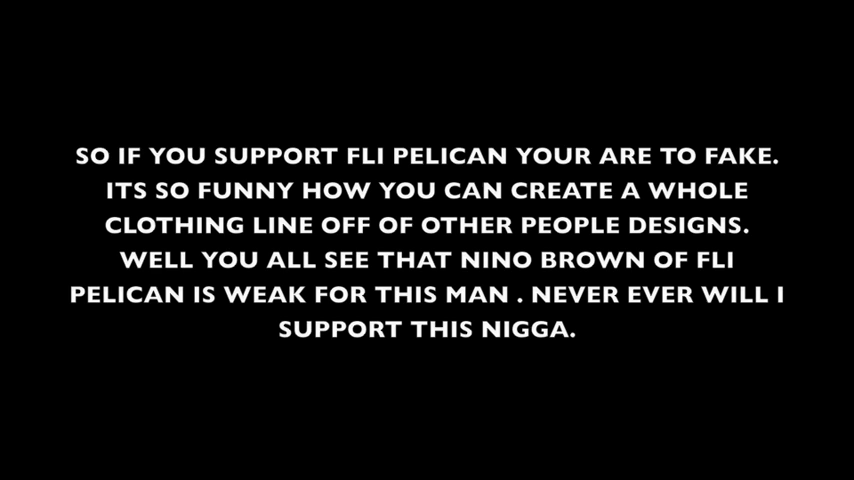 SO IF YOU SUPPORT FLI PELICAN YOUR ARE TO FAKE.
ITS SO FUNNY HOW YOU CAN CREATE A WHOLE
CLOTHING LINE OFF OF OTHER PEOPLE DESIGNS.
WELL YOU ALL SEE THAT NINO BROWN OF FLI
PELICAN IS WEAK FOR THIS MAN . NEVER EVER WILL I
SUPPORT THIS NIGGA.